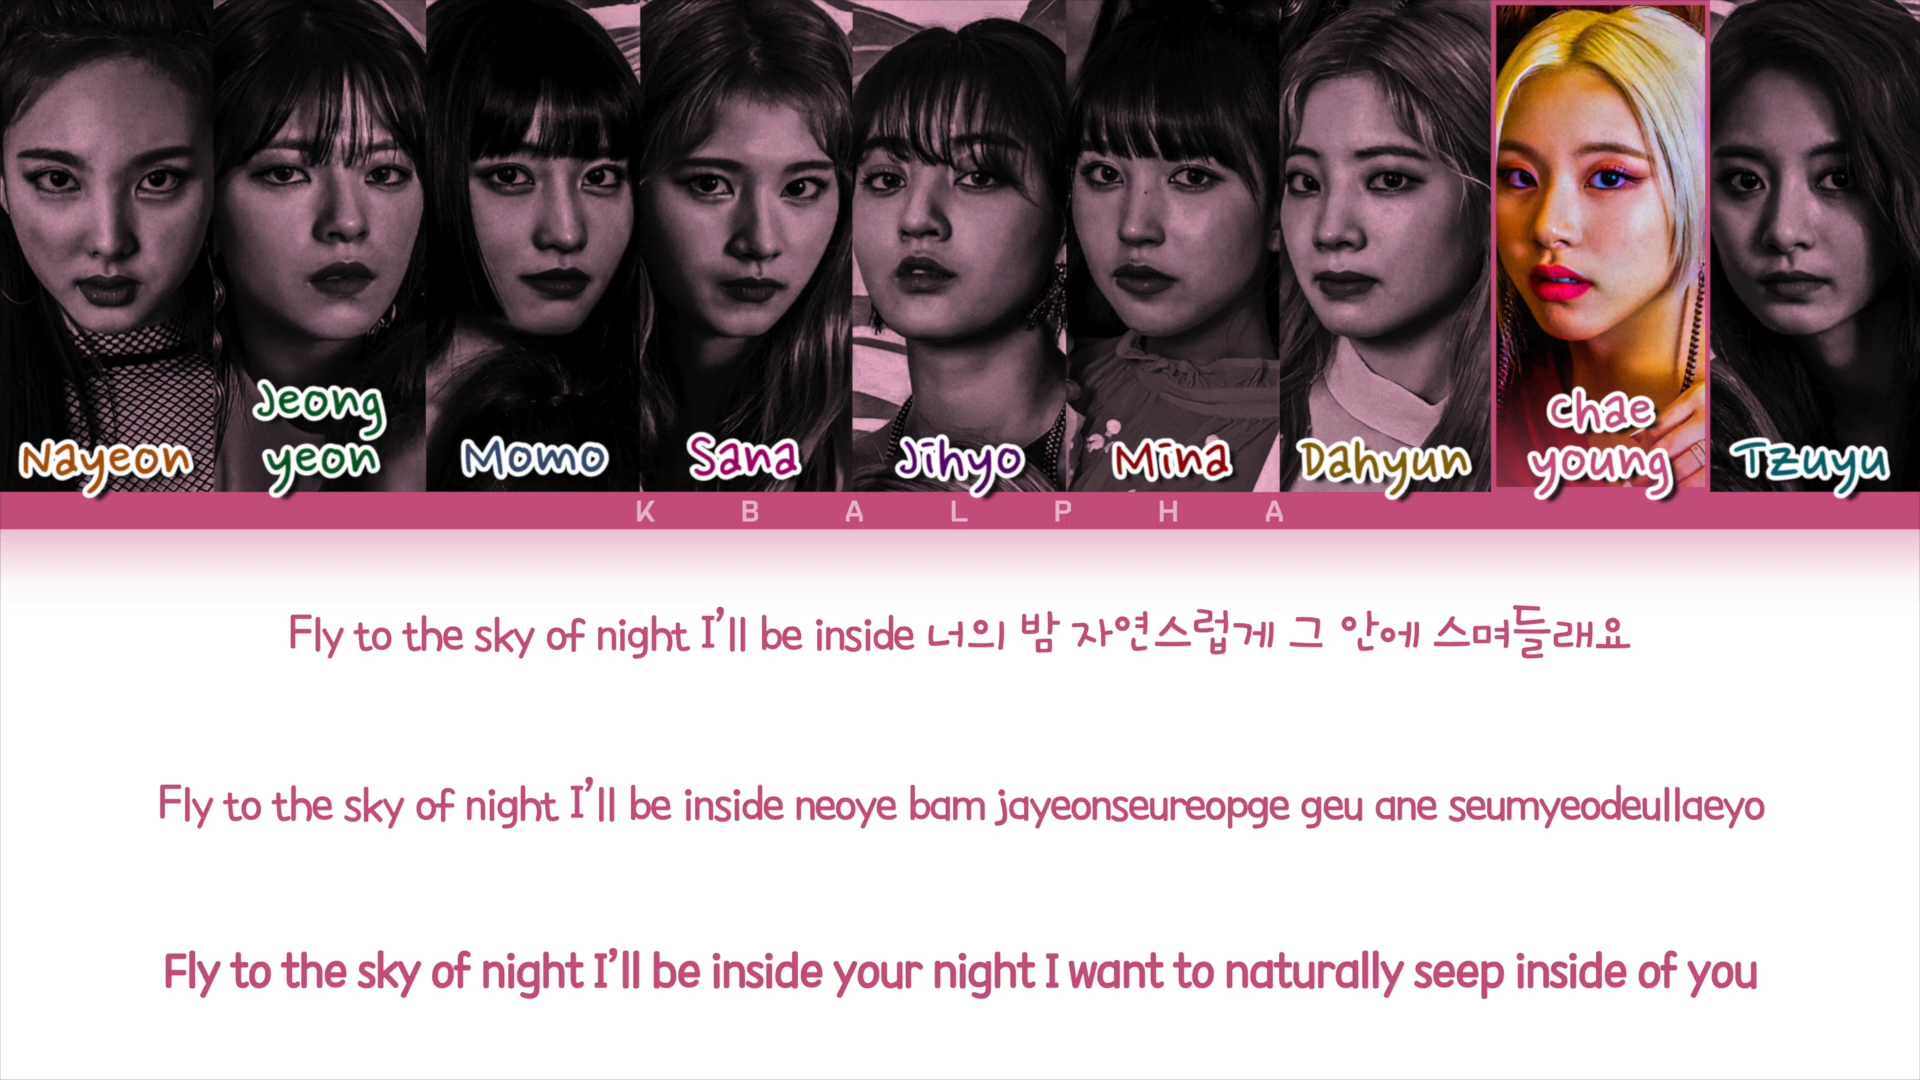 Nayeon
Jeong
yeon
Momo
Sana
Jihyo
Mina
Dahyun
Chae
young
Tzuyu
K B A L P H A
Fly to the sky of night I'll be inside 너의 밤 자연스럽게 그 안에 스며들래요
Fly to the sky of night I'll be inside neoye bam jayeonseureopge geu ane seumyeodeullaeyo
Fly to the sky of night I'll be inside your night I want to naturally seep inside of you